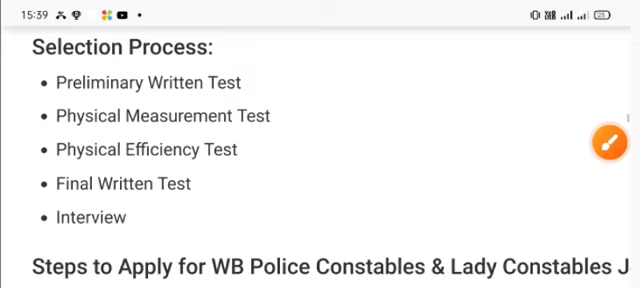 15:39
25
Selection Process:
• Preliminary Written Test
• Physical Measurement Test
• Physical Efficiency Test
• Final Written Test
• Interview
Steps to Apply for WB Police Constables & Lady Constables J